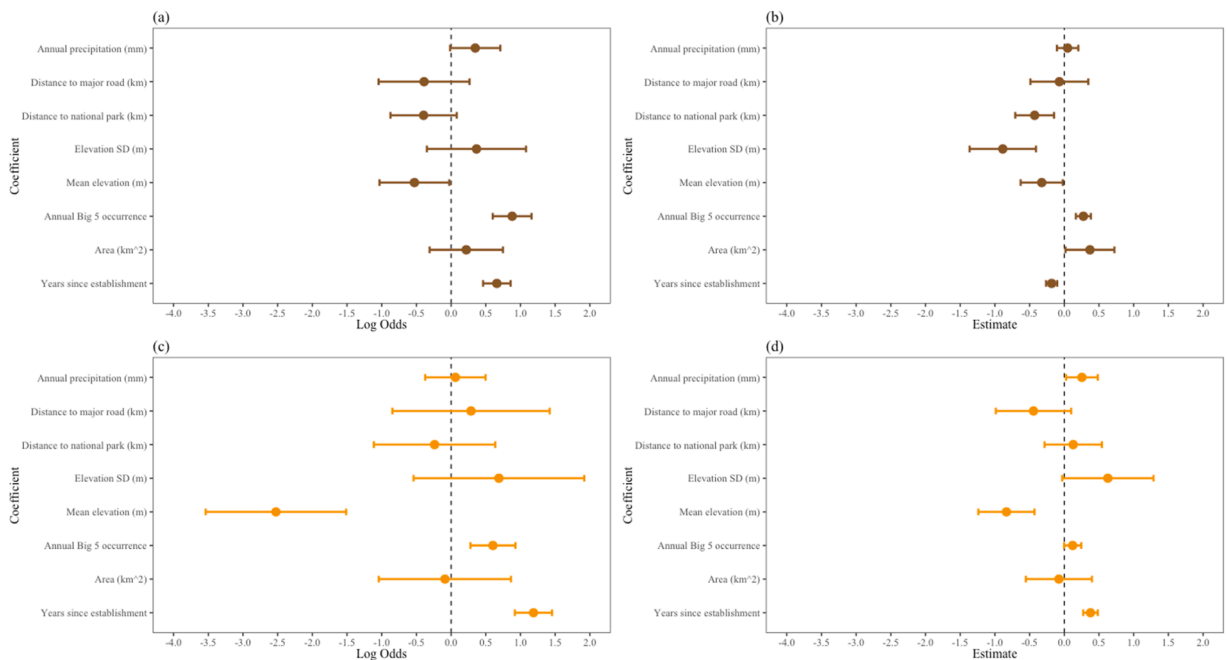 (a)
Coefficient
Annual precipitation (mm)
Distance to major road (km)
Distance to national park (km)
Elevation SD (m)
Mean elevation (m)
Annual Big 5 occurrence
Area (km^2)
Years since establishment
-4.0 -3.5 -3.0 -2.5 -2.0 -1.5 -1.0 -0.5 0.0 0.5 1.0 1.5 2.0
Log Odds
(b)
Coefficient
Annual precipitation (mm)
Distance to major road (km)
Distance to national park (km)
Elevation SD (m)
Mean elevation (m)
Annual Big 5 occurrence
Area (km^2)
Years since establishment
-4.0 -3.5 -3.0 -2.5 -2.0 -1.5 -1.0 -0.5 0.0 0.5 1.0 1.5 2.0
Estimate
(c)
Coefficient
Annual precipitation (mm)
Distance to major road (km)
Distance to national park (km)
Elevation SD (m)
Mean elevation (m)
Annual Big 5 occurrence
Area (km^2)
Years since establishment
-4.0 -3.5 -3.0 -2.5 -2.0 -1.5 -1.0 -0.5 0.0 0.5 1.0 1.5 2.0
Log Odds
(d)
Coefficient
Annual precipitation (mm)
Distance to major road (km)
Distance to national park (km)
Elevation SD (m)
Mean elevation (m)
Annual Big 5 occurrence
Area (km^2)
Years since establishment
-4.0 -3.5 -3.0 -2.5 -2.0 -1.5 -1.0 -0.5 0.0 0.5 1.0 1.5 2.0
Estimate